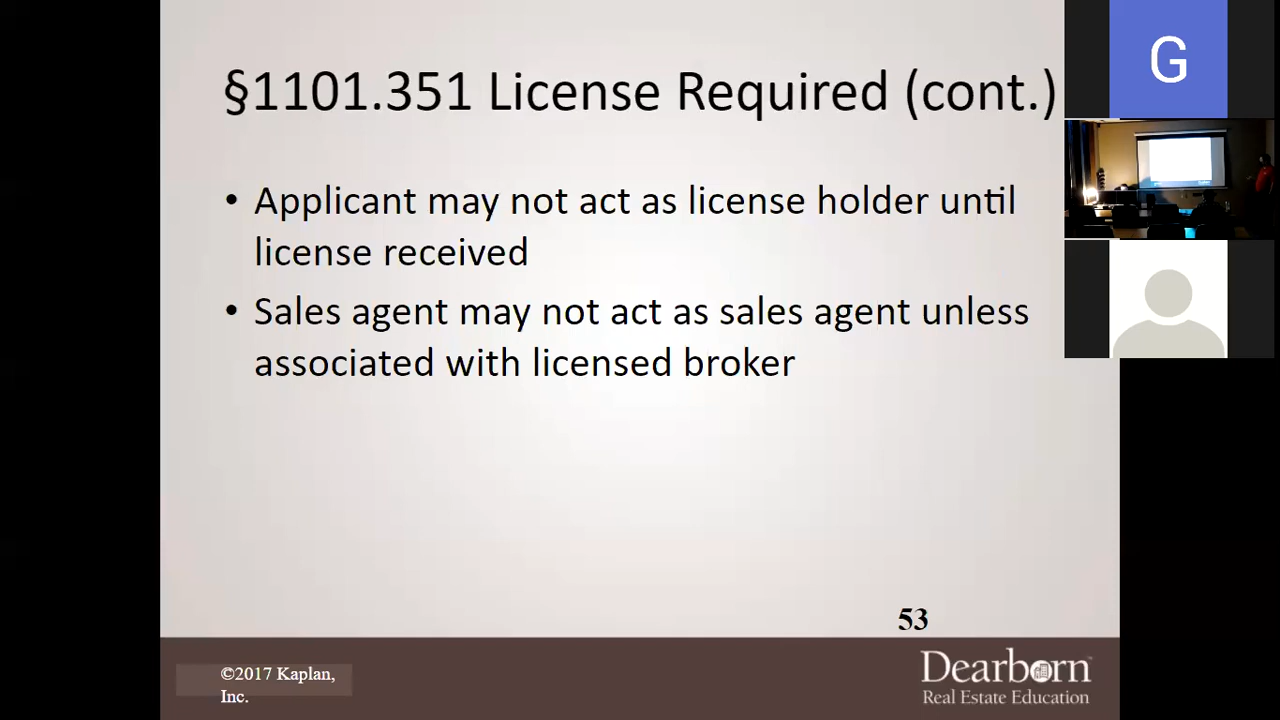 §1101.351 License Required (cont.)
• Applicant may not act as license holder until
license received
• Sales agent may not act as sales agent unless
associated with licensed broker
53
©2017 Kaplan,
Inc.
Dearborn
Real Estate Education
G